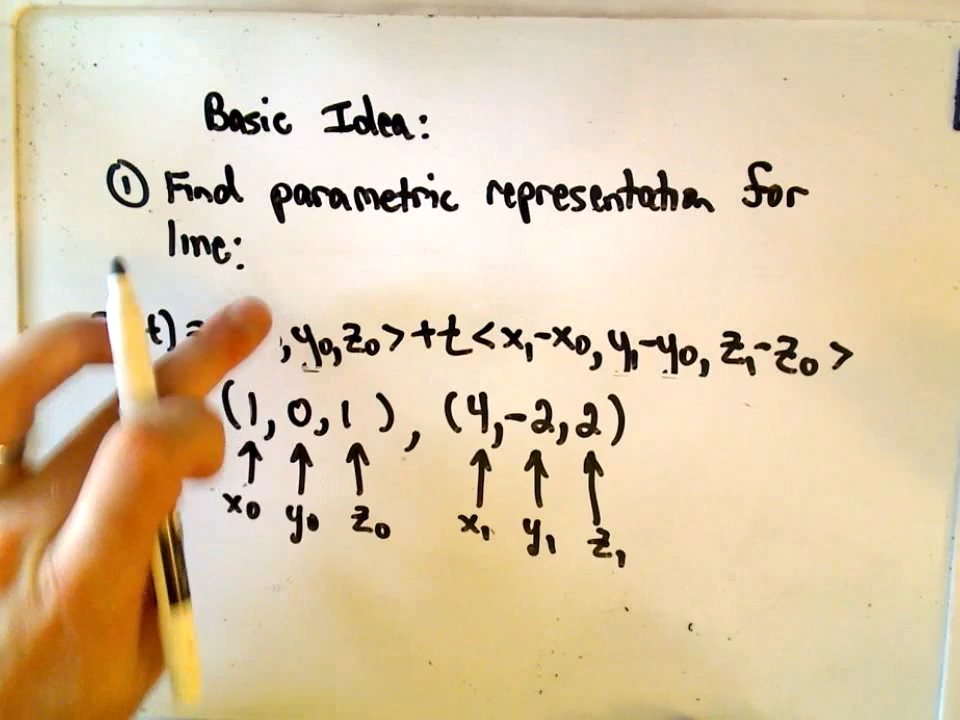 Basic Idea:
① Find parametric representation for
line:
t) = , y₀, z₀ > + t < x₁-x₀, y₁-y₀, z₁-z₀ >
(1, 0, 1), (4, -2, 2)
↑ ↑ ↑ ↑ ↑ ↑
x₀ y₀ z₀ x₁ y₁ z₁